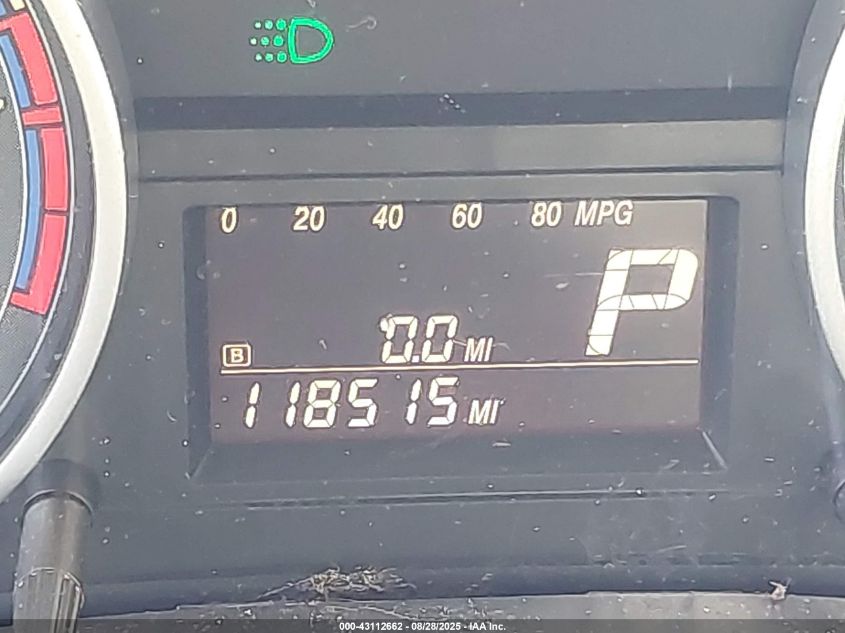 0 20 40 60 80 MPG
P
B 0.0 MI
118515 MI
000-43112662 - 08/28/2025 - IAA Inc.